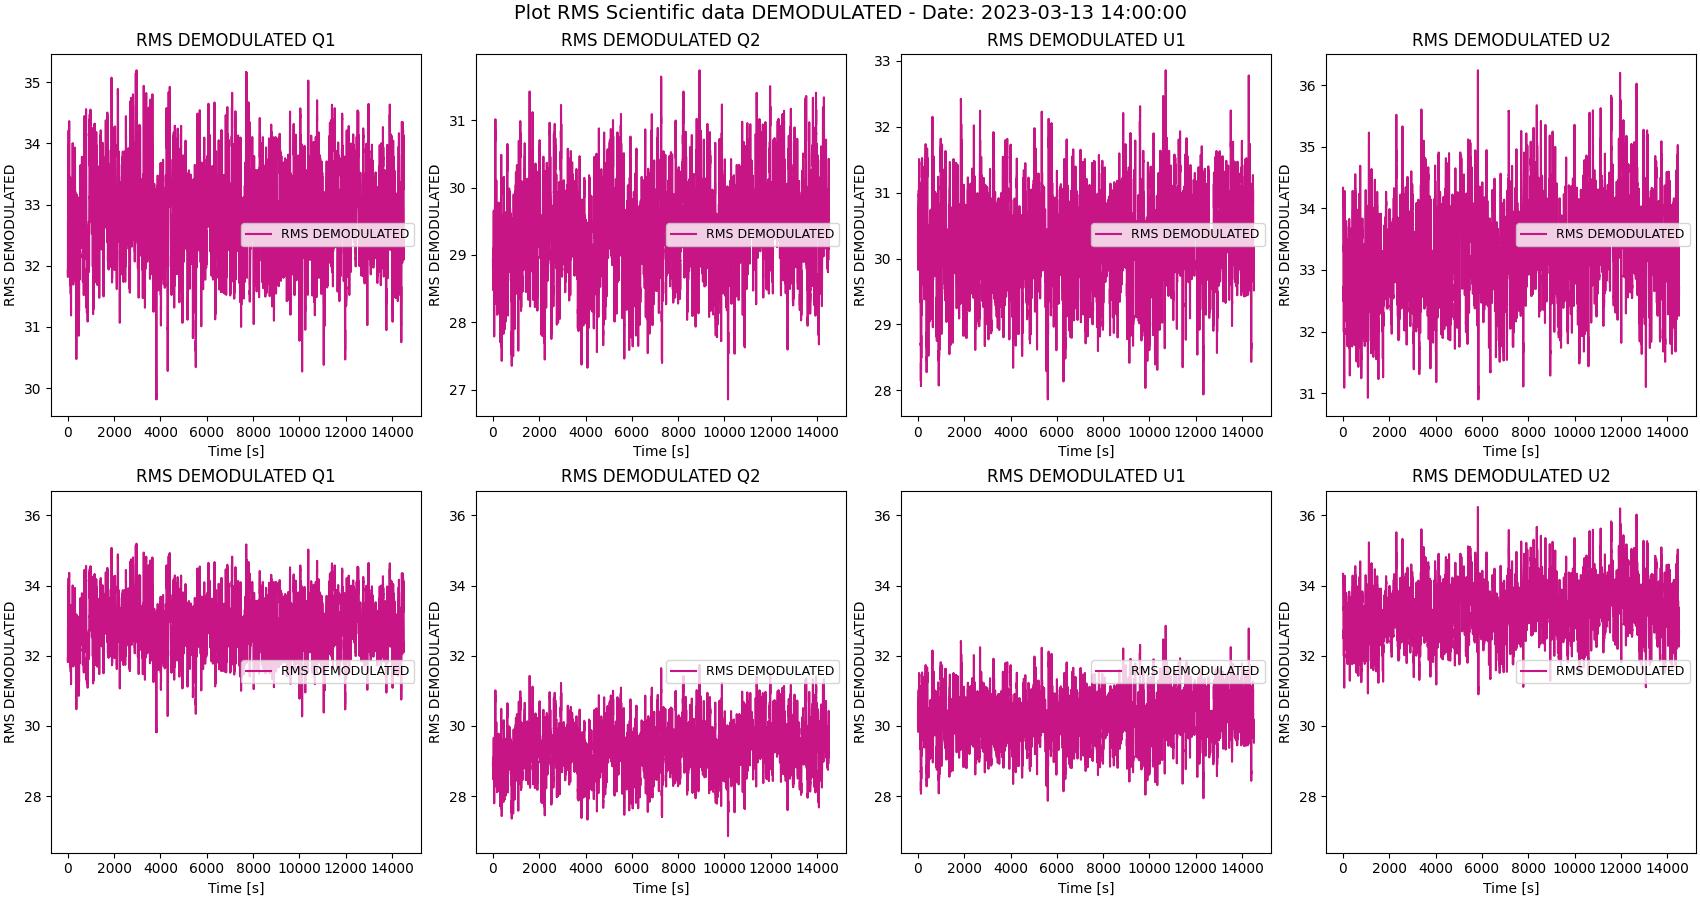 Plot RMS Scientific data DEMODULATED - Date: 2023-03-13 14:00:00
RMS DEMODULATED Q1
RMS DEMODULATED
35
34
33
32
31
30
RMS DEMODULATED
0 2000 4000 6000 8000 10000 12000 14000
Time [s]
RMS DEMODULATED Q2
RMS DEMODULATED
31
30
29
28
27
RMS DEMODULATED
0 2000 4000 6000 8000 10000 12000 14000
Time [s]
RMS DEMODULATED U1
RMS DEMODULATED
33
32
31
30
29
28
RMS DEMODULATED
0 2000 4000 6000 8000 10000 12000 14000
Time [s]
RMS DEMODULATED U2
RMS DEMODULATED
36
35
34
33
32
31
RMS DEMODULATED
0 2000 4000 6000 8000 10000 12000 14000
Time [s]
RMS DEMODULATED Q1
RMS DEMODULATED
36
34
32
30
28
RMS DEMODULATED
0 2000 4000 6000 8000 10000 12000 14000
Time [s]
RMS DEMODULATED Q2
RMS DEMODULATED
36
34
32
30
28
RMS DEMODULATED
0 2000 4000 6000 8000 10000 12000 14000
Time [s]
RMS DEMODULATED U1
RMS DEMODULATED
36
34
32
30
28
RMS DEMODULATED
0 2000 4000 6000 8000 10000 12000 14000
Time [s]
RMS DEMODULATED U2
RMS DEMODULATED
36
34
32
30
28
RMS DEMODULATED
0 2000 4000 6000 8000 10000 12000 14000
Time [s]